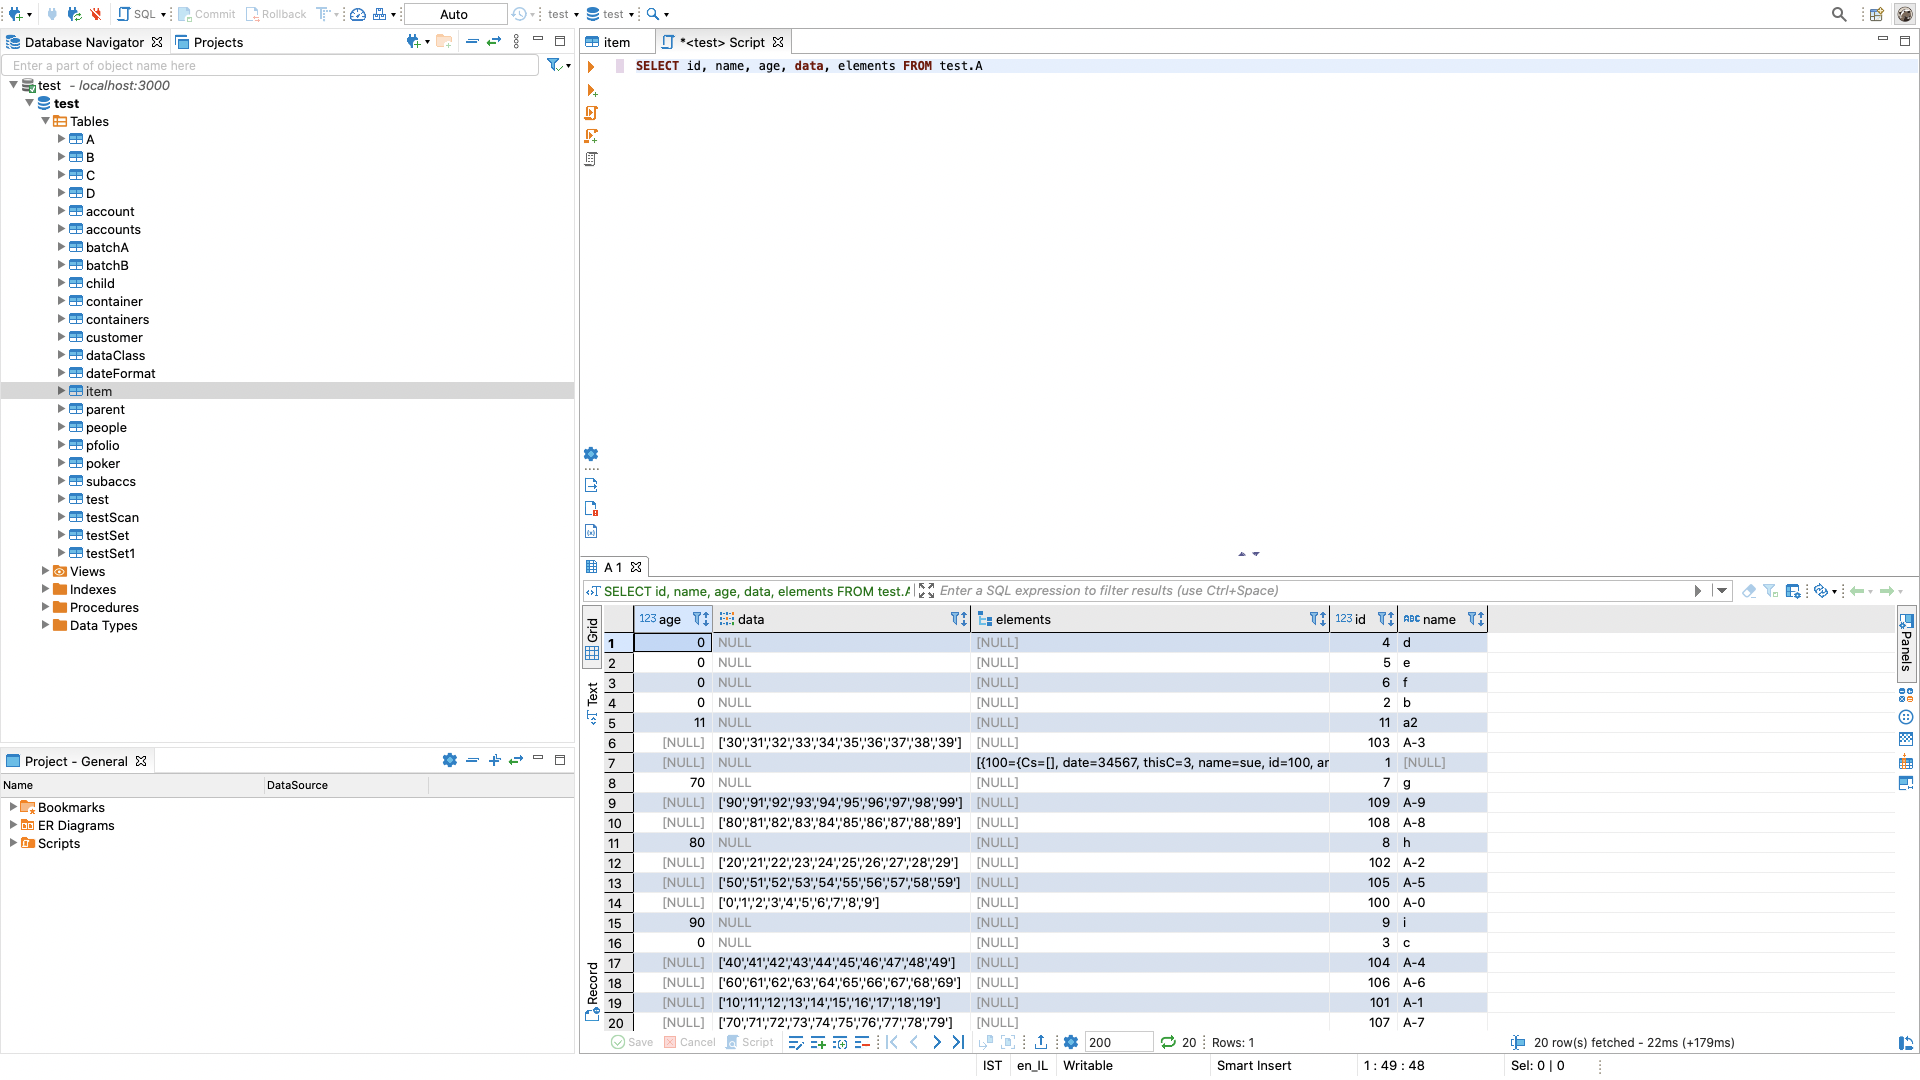 SQL Commit Rollback Auto test test
Database Navigator Projects
Enter a part of object name here
test - localhost:3000
test
Tables
A
B
C
D
account
accounts
batchA
batchB
child
container
containers
customer
dataClass
dateFormat
item
parent
people
pfolio
poker
subaccs
test
testScan
testSet
testSet1
Views
Indexes
Procedures
Data Types
Project - General
Name DataSource
Bookmarks
ER Diagrams
Scripts
item *<test> Script
SELECT id, name, age, data, elements FROM test.A
A 1
SELECT id, name, age, data, elements FROM test.A Enter a SQL expression to filter results (use Ctrl+Space)
Grid
Text
Record
Panels
123 age data elements 123 id ABC name
1 0 NULL [NULL] 4 d
2 0 NULL [NULL] 5 e
3 0 NULL [NULL] 6 f
4 0 NULL [NULL] 2 b
5 11 NULL [NULL] 11 a2
6 [NULL] ['30','31','32','33','34','35','36','37','38','39'] [NULL] 103 A-3
7 [NULL] NULL [{100={Cs=[], date=34567, thisC=3, name=sue, id=100, ar 1 [NULL]
8 70 NULL [NULL] 7 g
9 [NULL] ['90','91','92','93','94','95','96','97','98','99'] [NULL] 109 A-9
10 [NULL] ['80','81','82','83','84','85','86','87','88','89'] [NULL] 108 A-8
11 80 NULL [NULL] 8 h
12 [NULL] ['20','21','22','23','24','25','26','27','28','29'] [NULL] 102 A-2
13 [NULL] ['50','51','52','53','54','55','56','57','58','59'] [NULL] 105 A-5
14 [NULL] ['0','1','2','3','4','5','6','7','8','9'] [NULL] 100 A-0
15 90 NULL [NULL] 9 i
16 0 NULL [NULL] 3 c
17 [NULL] ['40','41','42','43','44','45','46','47','48','49'] [NULL] 104 A-4
18 [NULL] ['60','61','62','63','64','65','66','67','68','69'] [NULL] 106 A-6
19 [NULL] ['10','11','12','13','14','15','16','17','18','19'] [NULL] 101 A-1
20 [NULL] ['70','71','72','73','74','75','76','77','78','79'] [NULL] 107 A-7
Save Cancel Script 200 20 Rows: 1 20 row(s) fetched - 22ms (+179ms)
IST en_IL Writable Smart Insert 1 : 49 : 48 Sel: 0 | 0